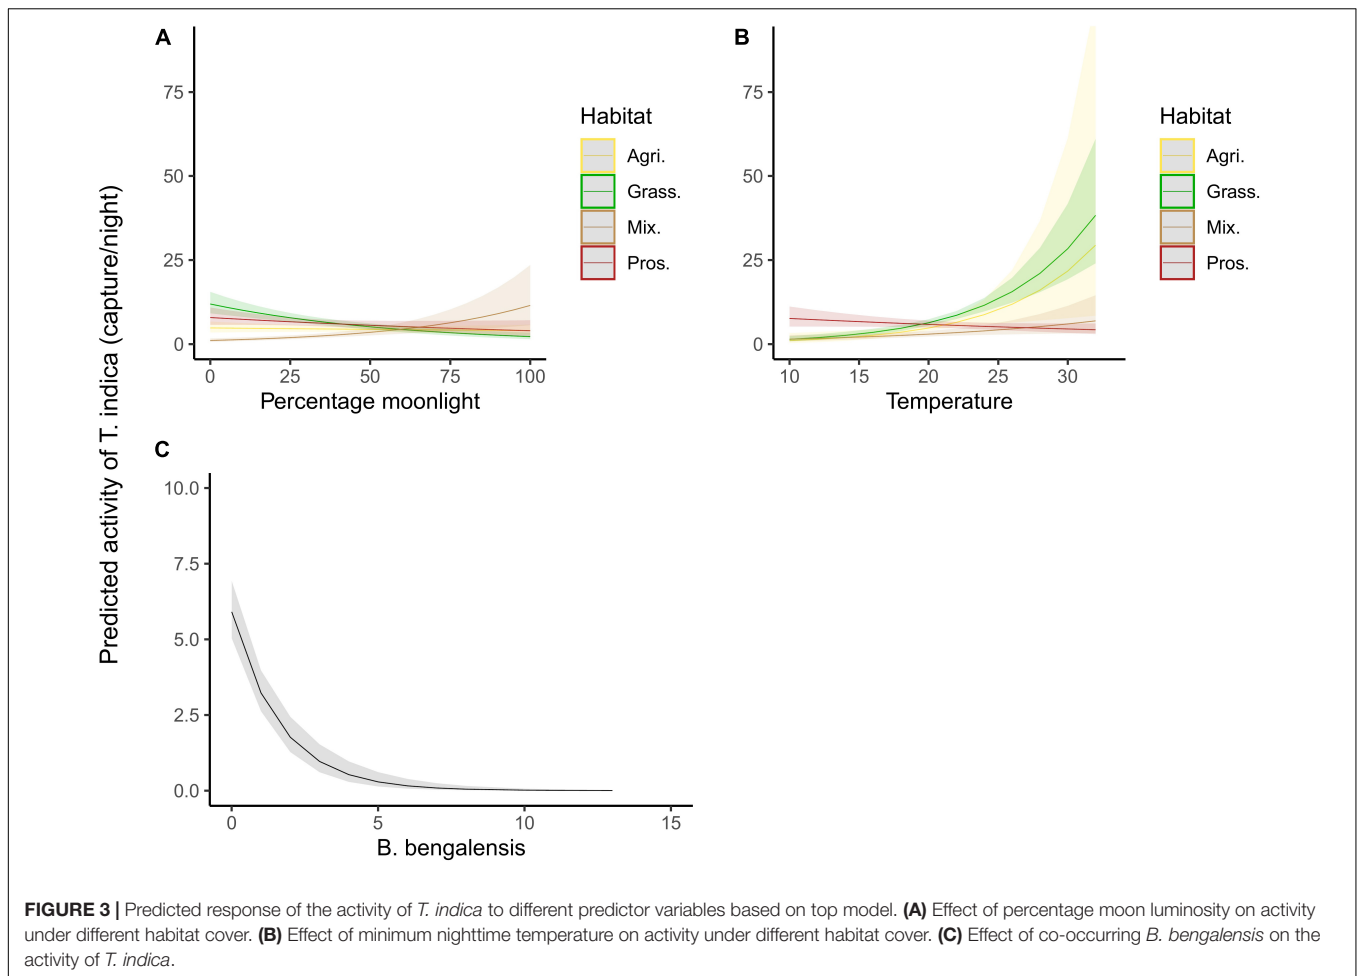 A
B
75
50
25
0
0 25 50 75 100
Percentage moonlight
Habitat
Agri.
Grass.
Mix.
Pros.
75
50
25
0
10 15 20 25 30
Temperature
Habitat
Agri.
Grass.
Mix.
Pros.
Predicted activity of T. indica (capture/night)
C
10.0
7.5
5.0
2.5
0.0
0 5 10 15
B. bengalensis
FIGURE 3 | Predicted response of the activity of T. indica to different predictor variables based on top model. (A) Effect of percentage moon luminosity on activity
under different habitat cover. (B) Effect of minimum nighttime temperature on activity under different habitat cover. (C) Effect of co-occurring B. bengalensis on the
activity of T. indica.